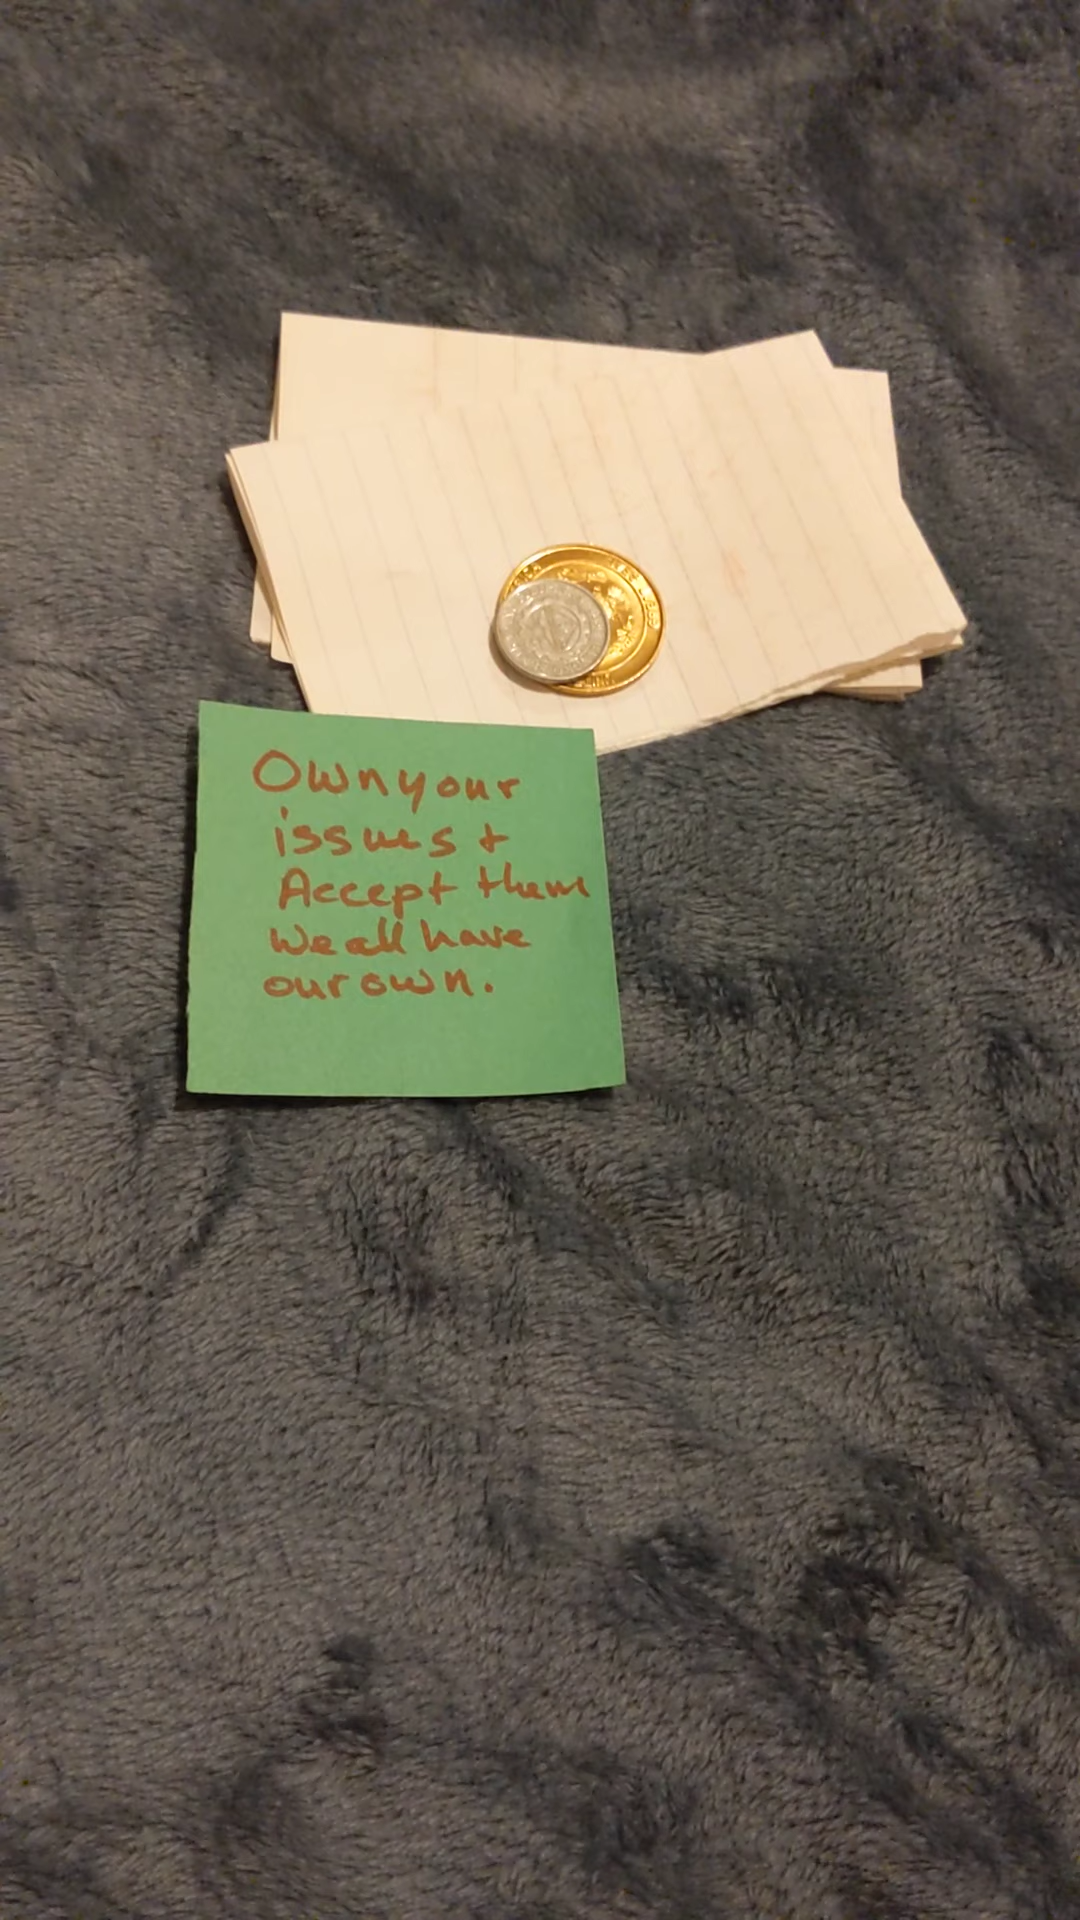 Own your
issues +
Accept them
We all have
our own.